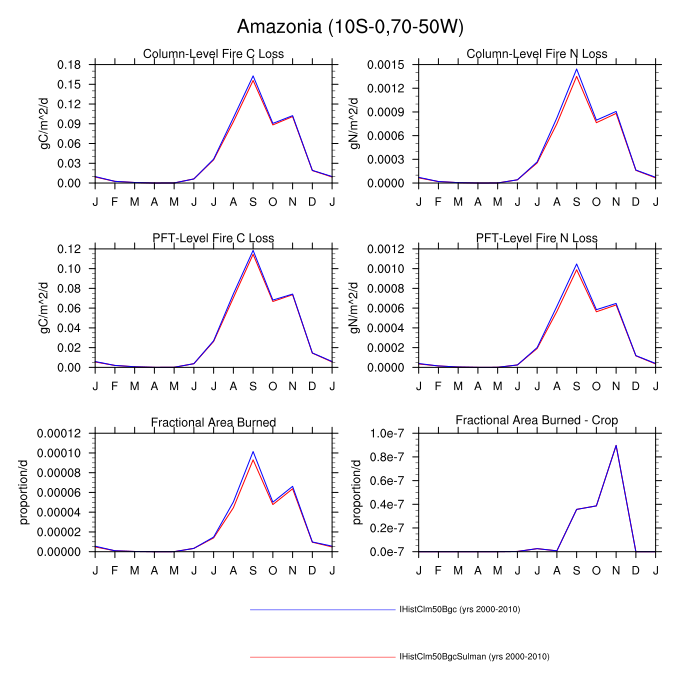 Amazonia (10S-0,70-50W)
Column-Level Fire C Loss
gC/m^2/d
0.18
0.15
0.12
0.09
0.06
0.03
0.00
J F M A M J J A S O N D J
Column-Level Fire N Loss
gN/m^2/d
0.0015
0.0012
0.0009
0.0006
0.0003
0.0000
J F M A M J J A S O N D J
PFT-Level Fire C Loss
gC/m^2/d
0.12
0.10
0.08
0.06
0.04
0.02
0.00
J F M A M J J A S O N D J
PFT-Level Fire N Loss
gN/m^2/d
0.0012
0.0010
0.0008
0.0006
0.0004
0.0002
0.0000
J F M A M J J A S O N D J
Fractional Area Burned
proportion/d
0.00012
0.00010
0.00008
0.00006
0.00004
0.00002
0.00000
J F M A M J J A S O N D J
Fractional Area Burned - Crop
proportion/d
1.0e-7
0.8e-7
0.6e-7
0.4e-7
0.2e-7
0.0e-7
J F M A M J J A S O N D J
IHistClm50Bgc (yrs 2000-2010)
IHistClm50BgcSulman (yrs 2000-2010)